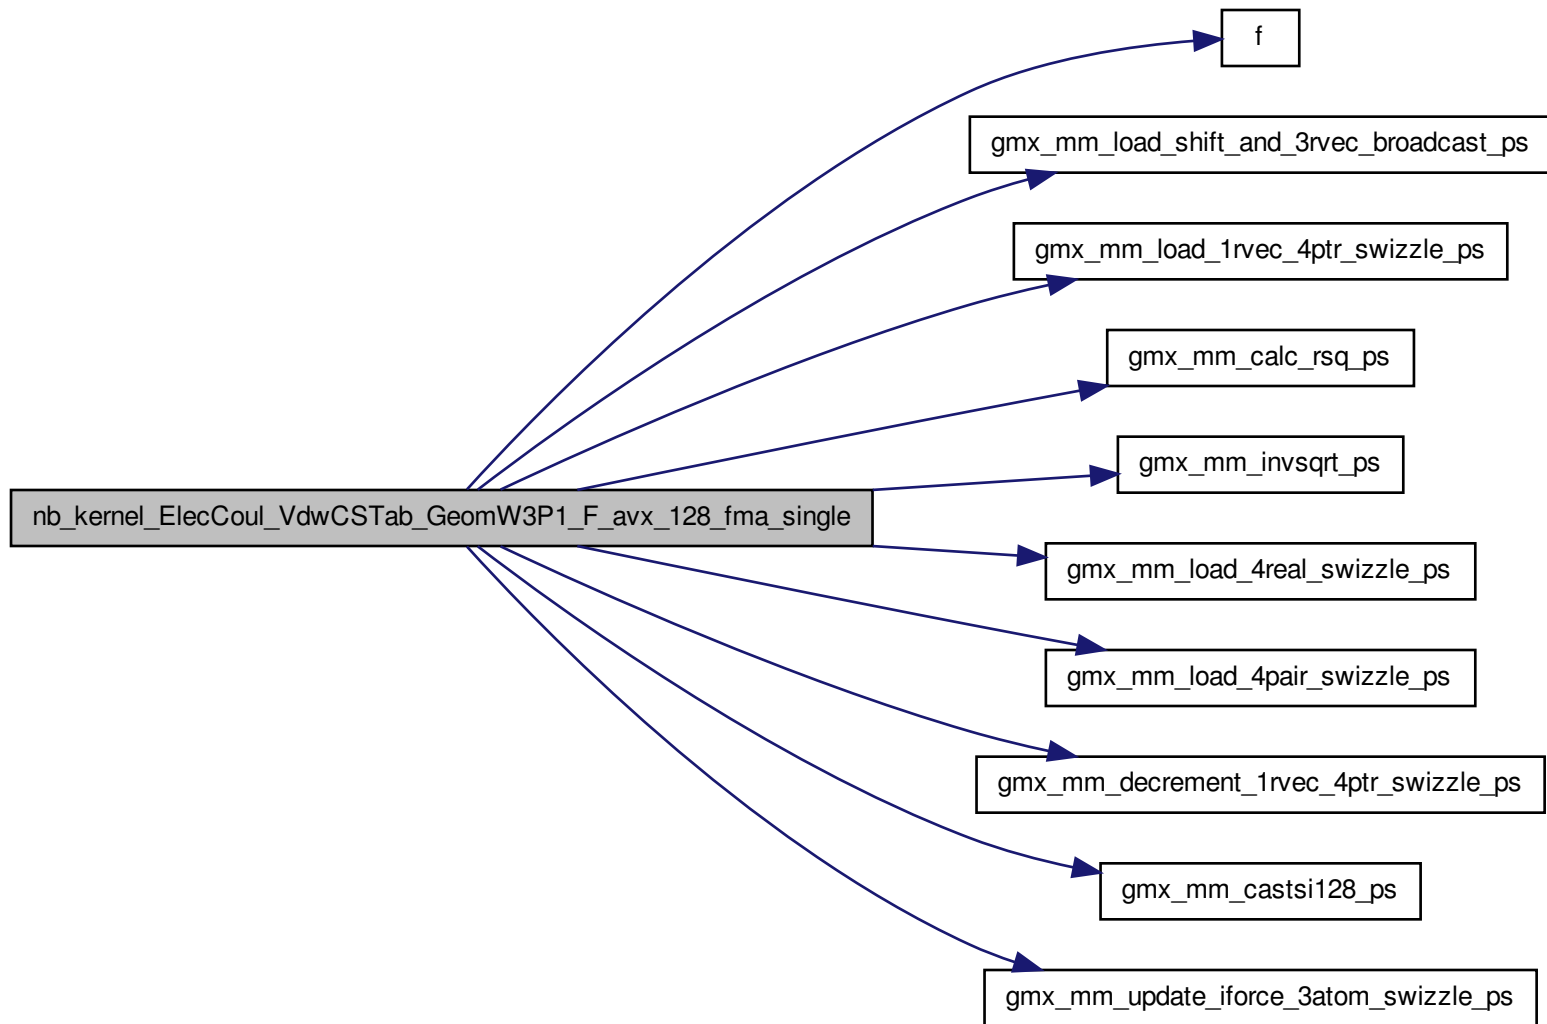 f
gmx_mm_load_shift_and_3rvec_broadcast_ps
gmx_mm_load_1rvec_4ptr_swizzle_ps
gmx_mm_calc_rsq_ps
gmx_mm_invsqrt_ps
nb_kernel_ElecCoul_VdwCSTab_GeomW3P1_F_avx_128_fma_single
gmx_mm_load_4real_swizzle_ps
gmx_mm_load_4pair_swizzle_ps
gmx_mm_decrement_1rvec_4ptr_swizzle_ps
gmx_mm_castsi128_ps
gmx_mm_update_iforce_3atom_swizzle_ps